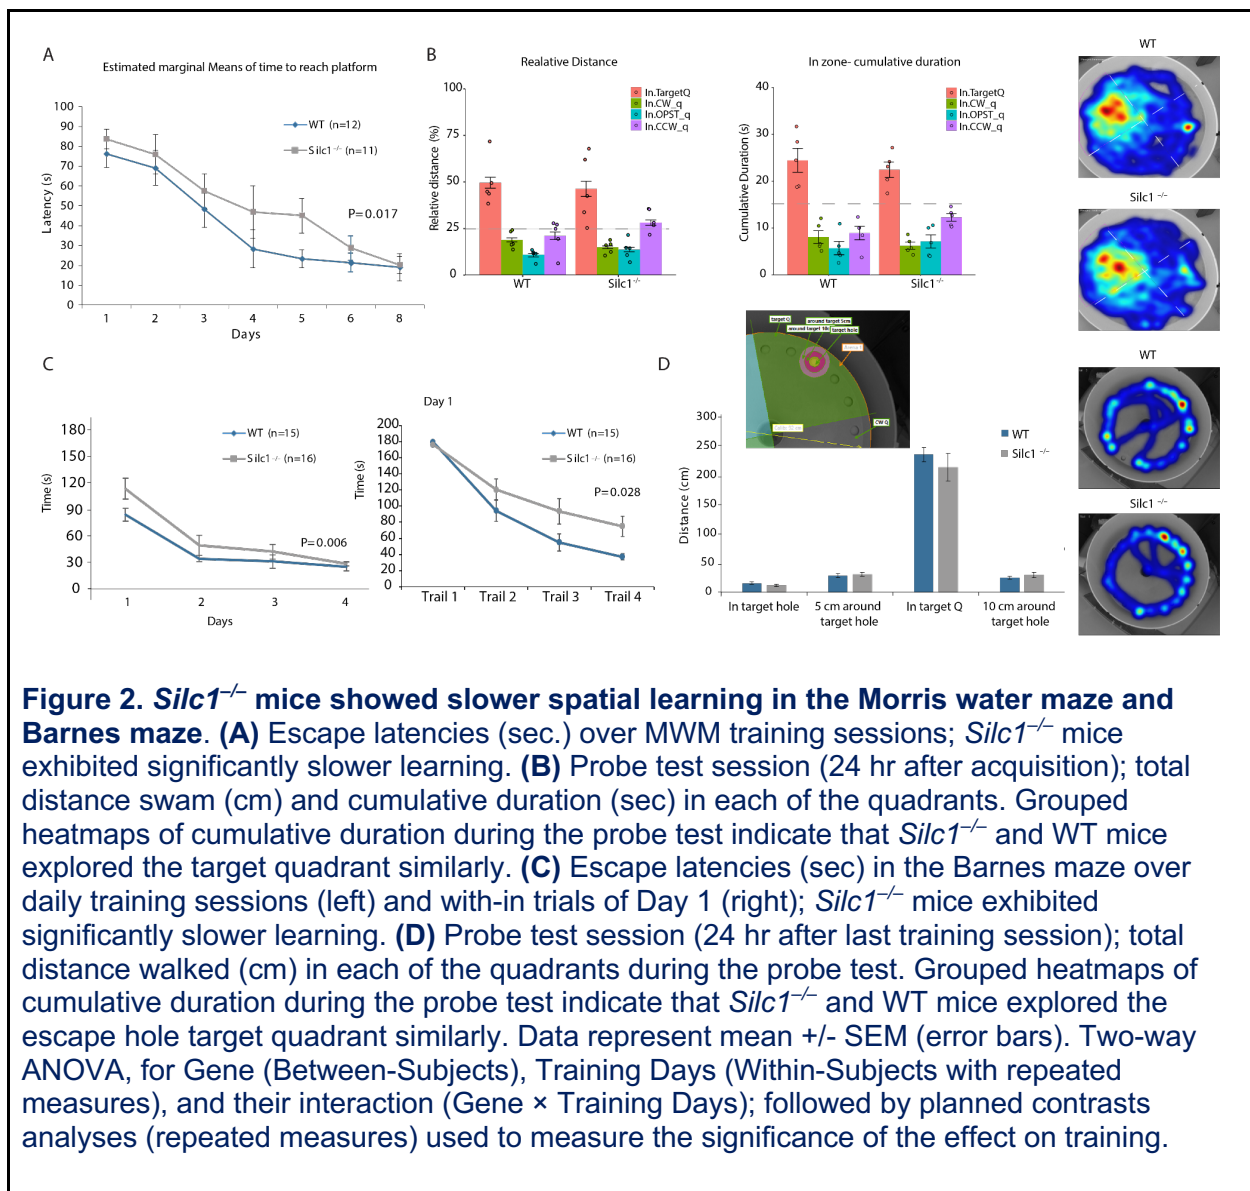 A
Estimated marginal Means of time to reach platform
WT (n=12)
Silc1⁻/⁻ (n=11)
P=0.017
Latency (s)
100
90
80
70
60
50
40
30
20
10
0
1 2 3 4 5 6 8
Days
B
Realative Distance
In.TargetQ
In.CW_q
In.OPST_q
In.CCW_q
Relative distance (%)
100
75
50
25
0
WT Silc1⁻/⁻
In zone- cumulative duration
In.TargetQ
In.CW_q
In.OPST_q
In.CCW_q
Cumulative Duration (s)
40
30
20
10
0
WT Silc1⁻/⁻
WT
Silc1 ⁻/⁻
C
WT (n=15)
Silc1⁻/⁻ (n=16)
P=0.006
Time (s)
180
150
120
90
60
30
0
1 2 3 4
Days
Day 1
WT (n=15)
Silc1⁻/⁻ (n=16)
P=0.028
Time (s)
200
180
160
140
120
100
80
60
40
20
0
Trail 1 Trail 2 Trail 3 Trail 4
D
target Q
around target 5cm
around target 10c
target hole
CW Q
WT
Silc1 ⁻/⁻
Distance (cm)
300
250
200
150
100
50
0
In target hole 5 cm around In target Q 10 cm around
target hole target hole
WT
Silc1 ⁻/⁻
Figure 2. Silc1⁻/⁻ mice showed slower spatial learning in the Morris water maze and
Barnes maze. (A) Escape latencies (sec.) over MWM training sessions; Silc1⁻/⁻ mice
exhibited significantly slower learning. (B) Probe test session (24 hr after acquisition); total
distance swam (cm) and cumulative duration (sec) in each of the quadrants. Grouped
heatmaps of cumulative duration during the probe test indicate that Silc1⁻/⁻ and WT mice
explored the target quadrant similarly. (C) Escape latencies (sec) in the Barnes maze over
daily training sessions (left) and with-in trials of Day 1 (right); Silc1⁻/⁻ mice exhibited
significantly slower learning. (D) Probe test session (24 hr after last training session); total
distance walked (cm) in each of the quadrants during the probe test. Grouped heatmaps of
cumulative duration during the probe test indicate that Silc1⁻/⁻ and WT mice explored the
escape hole target quadrant similarly. Data represent mean +/- SEM (error bars). Two-way
ANOVA, for Gene (Between-Subjects), Training Days (Within-Subjects with repeated
measures), and their interaction (Gene × Training Days); followed by planned contrasts
analyses (repeated measures) used to measure the significance of the effect on training.